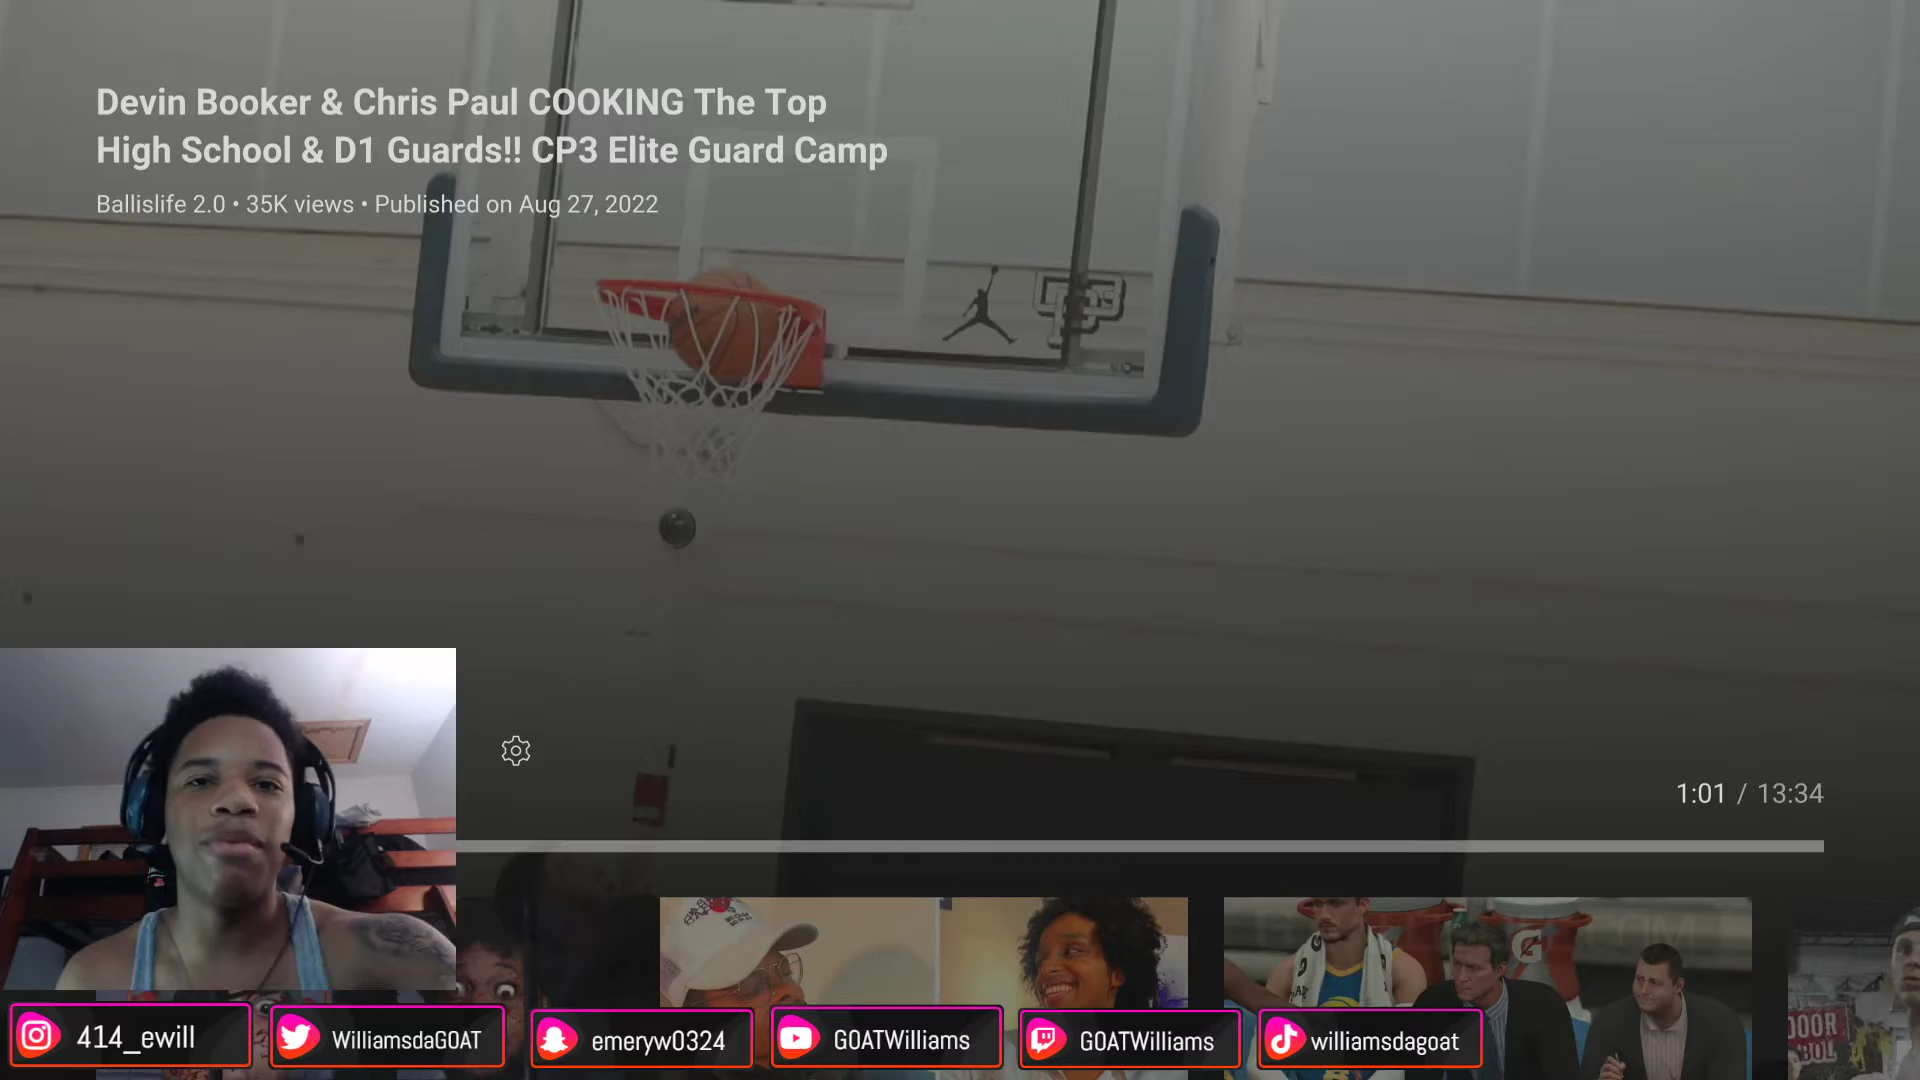 Devin Booker & Chris Paul COOKING The Top
High School & D1 Guards!! CP3 Elite Guard Camp
Ballislife 2.0 • 35K views • Published on Aug 27, 2022
1:01 / 13:34
414_ewill
WilliamsdaGOAT
emeryw0324
GOATWilliams
GOATWilliams
williamsdagoat